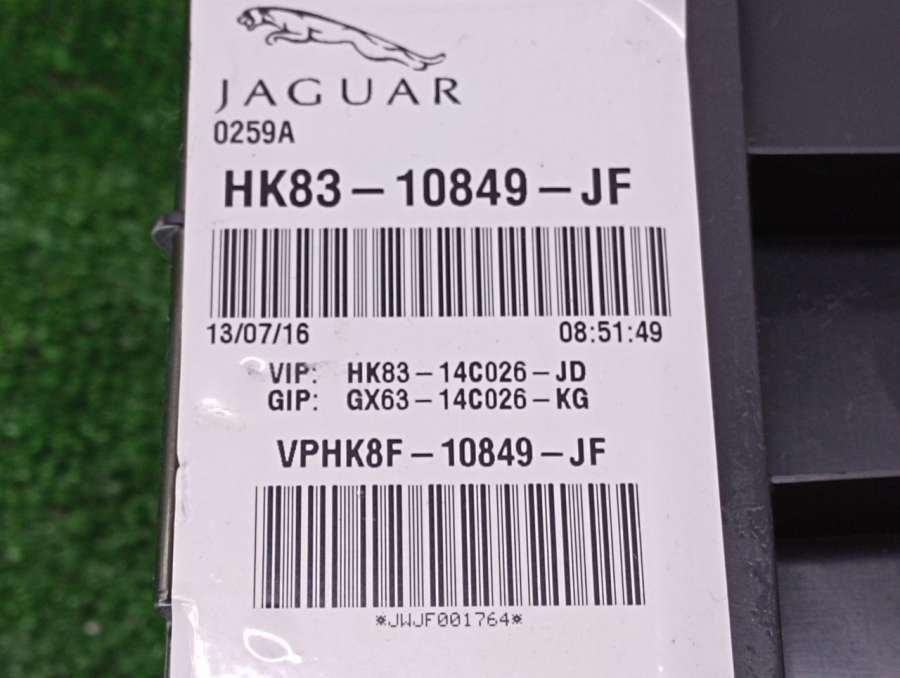 JAGUAR
0259A
HK83-10849-JF
13/07/16 08:51:49
VIP: HK83-14C026-JD
GIP: GX63-14C026-KG
VPHK8F-10849-JF
*JWJF001764*